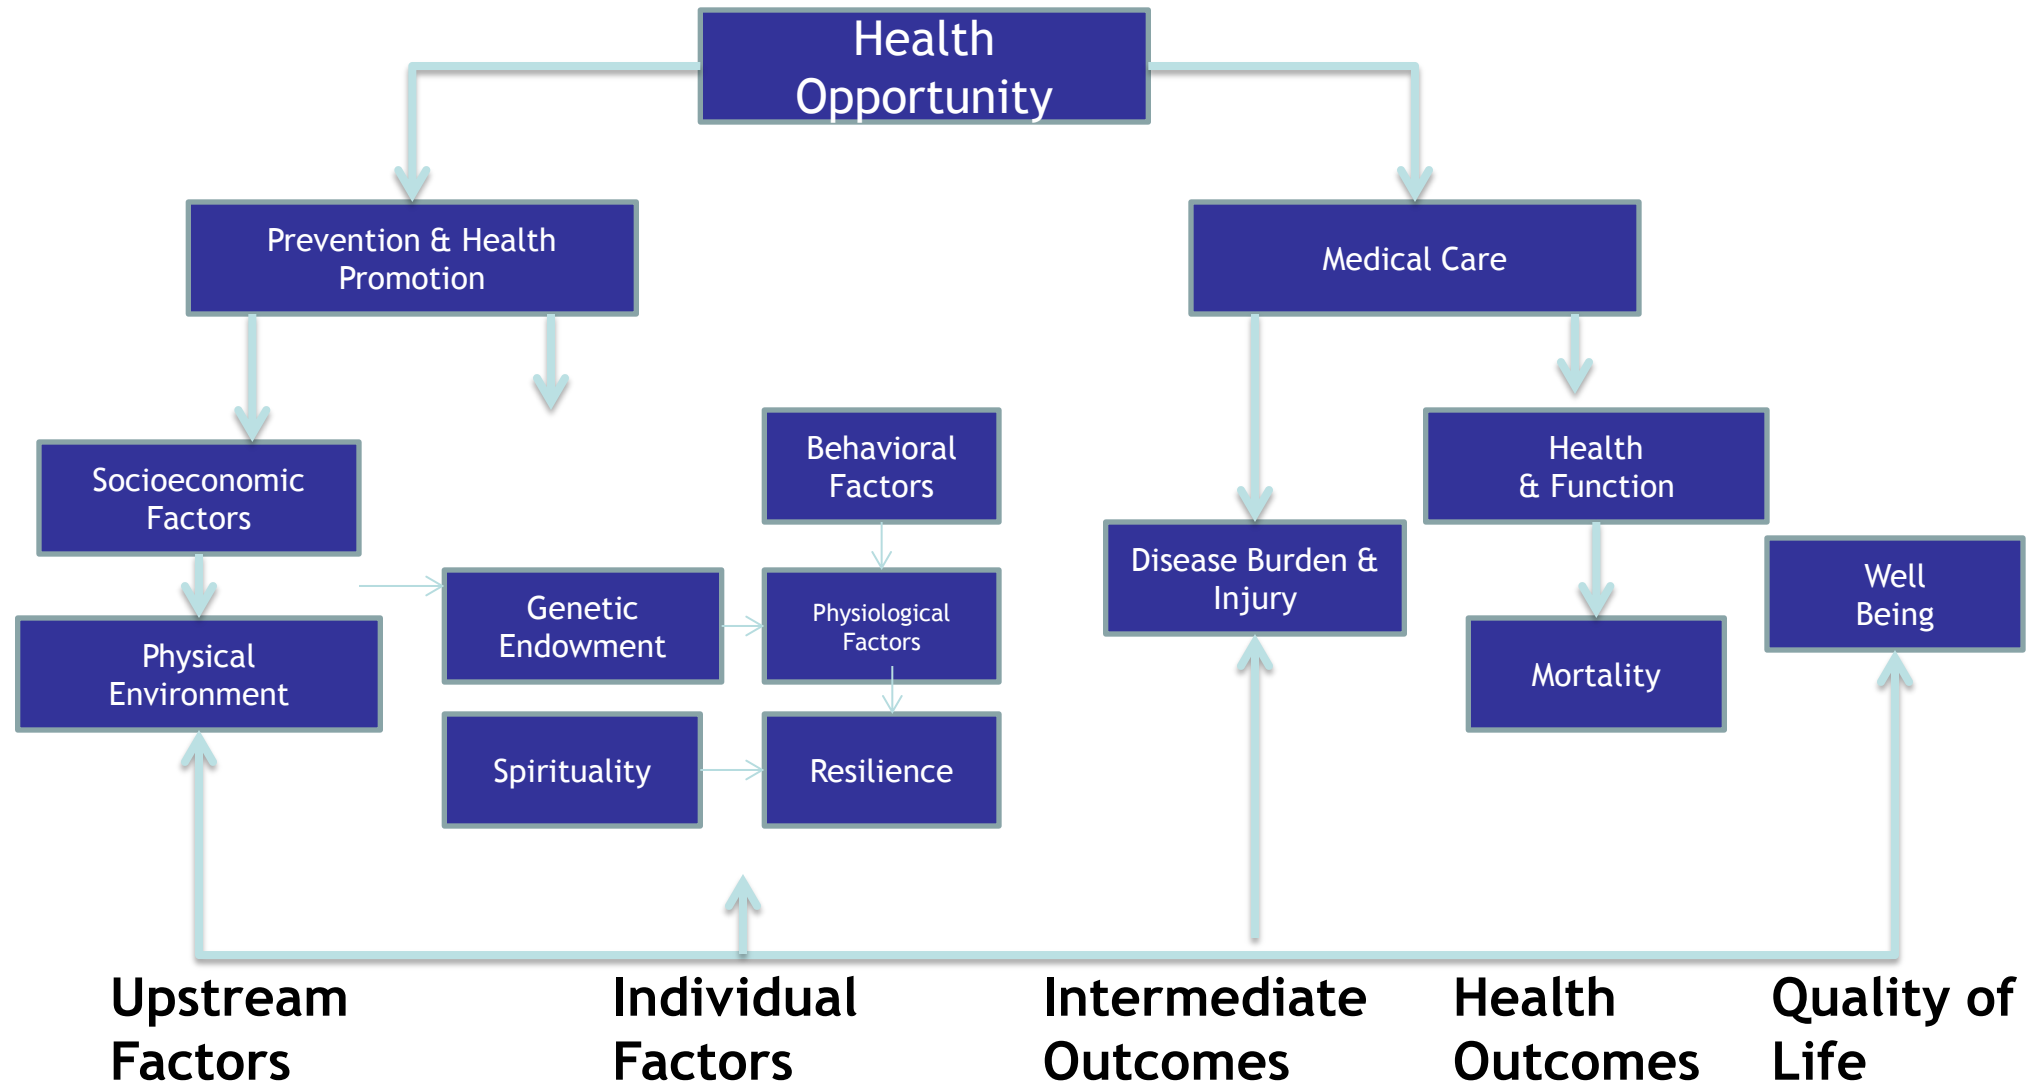 Health
Opportunity
Prevention & Health
Promotion
Medical Care
Socioeconomic
Factors
Physical
Environment
Genetic
Endowment
Spirituality
Behavioral
Factors
Physiological
Factors
Resilience
Disease Burden &
Injury
Health
& Function
Mortality
Well
Being
Upstream
Factors
Individual
Factors
Intermediate
Outcomes
Health
Outcomes
Quality of
Life